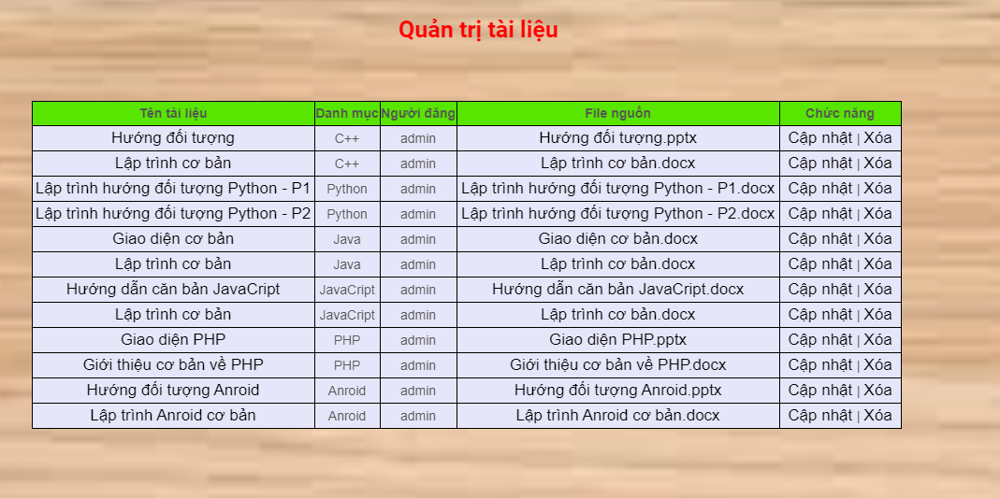 Quản trị tài liệu
Tên tài liệu Danh mục Người đăng File nguồn Chức năng
Hướng đối tượng C++ admin Hướng đối tượng.pptx Cập nhật | Xóa
Lập trình cơ bản C++ admin Lập trình cơ bản.docx Cập nhật | Xóa
Lập trình hướng đối tượng Python - P1 Python admin Lập trình hướng đối tượng Python - P1.docx Cập nhật | Xóa
Lập trình hướng đối tượng Python - P2 Python admin Lập trình hướng đối tượng Python - P2.docx Cập nhật | Xóa
Giao diện cơ bản Java admin Giao diện cơ bản.docx Cập nhật | Xóa
Lập trình cơ bản Java admin Lập trình cơ bản.docx Cập nhật | Xóa
Hướng dẫn căn bản JavaCript JavaCript admin Hướng dẫn căn bản JavaCript.docx Cập nhật | Xóa
Lập trình cơ bản JavaCript admin Lập trình cơ bản.docx Cập nhật | Xóa
Giao diện PHP PHP admin Giao diện PHP.pptx Cập nhật | Xóa
Giới thiệu cơ bản về PHP PHP admin Giới thiệu cơ bản về PHP.docx Cập nhật | Xóa
Hướng đối tượng Anroid Anroid admin Hướng đối tượng Anroid.pptx Cập nhật | Xóa
Lập trình Anroid cơ bản Anroid admin Lập trình Anroid cơ bản.docx Cập nhật | Xóa